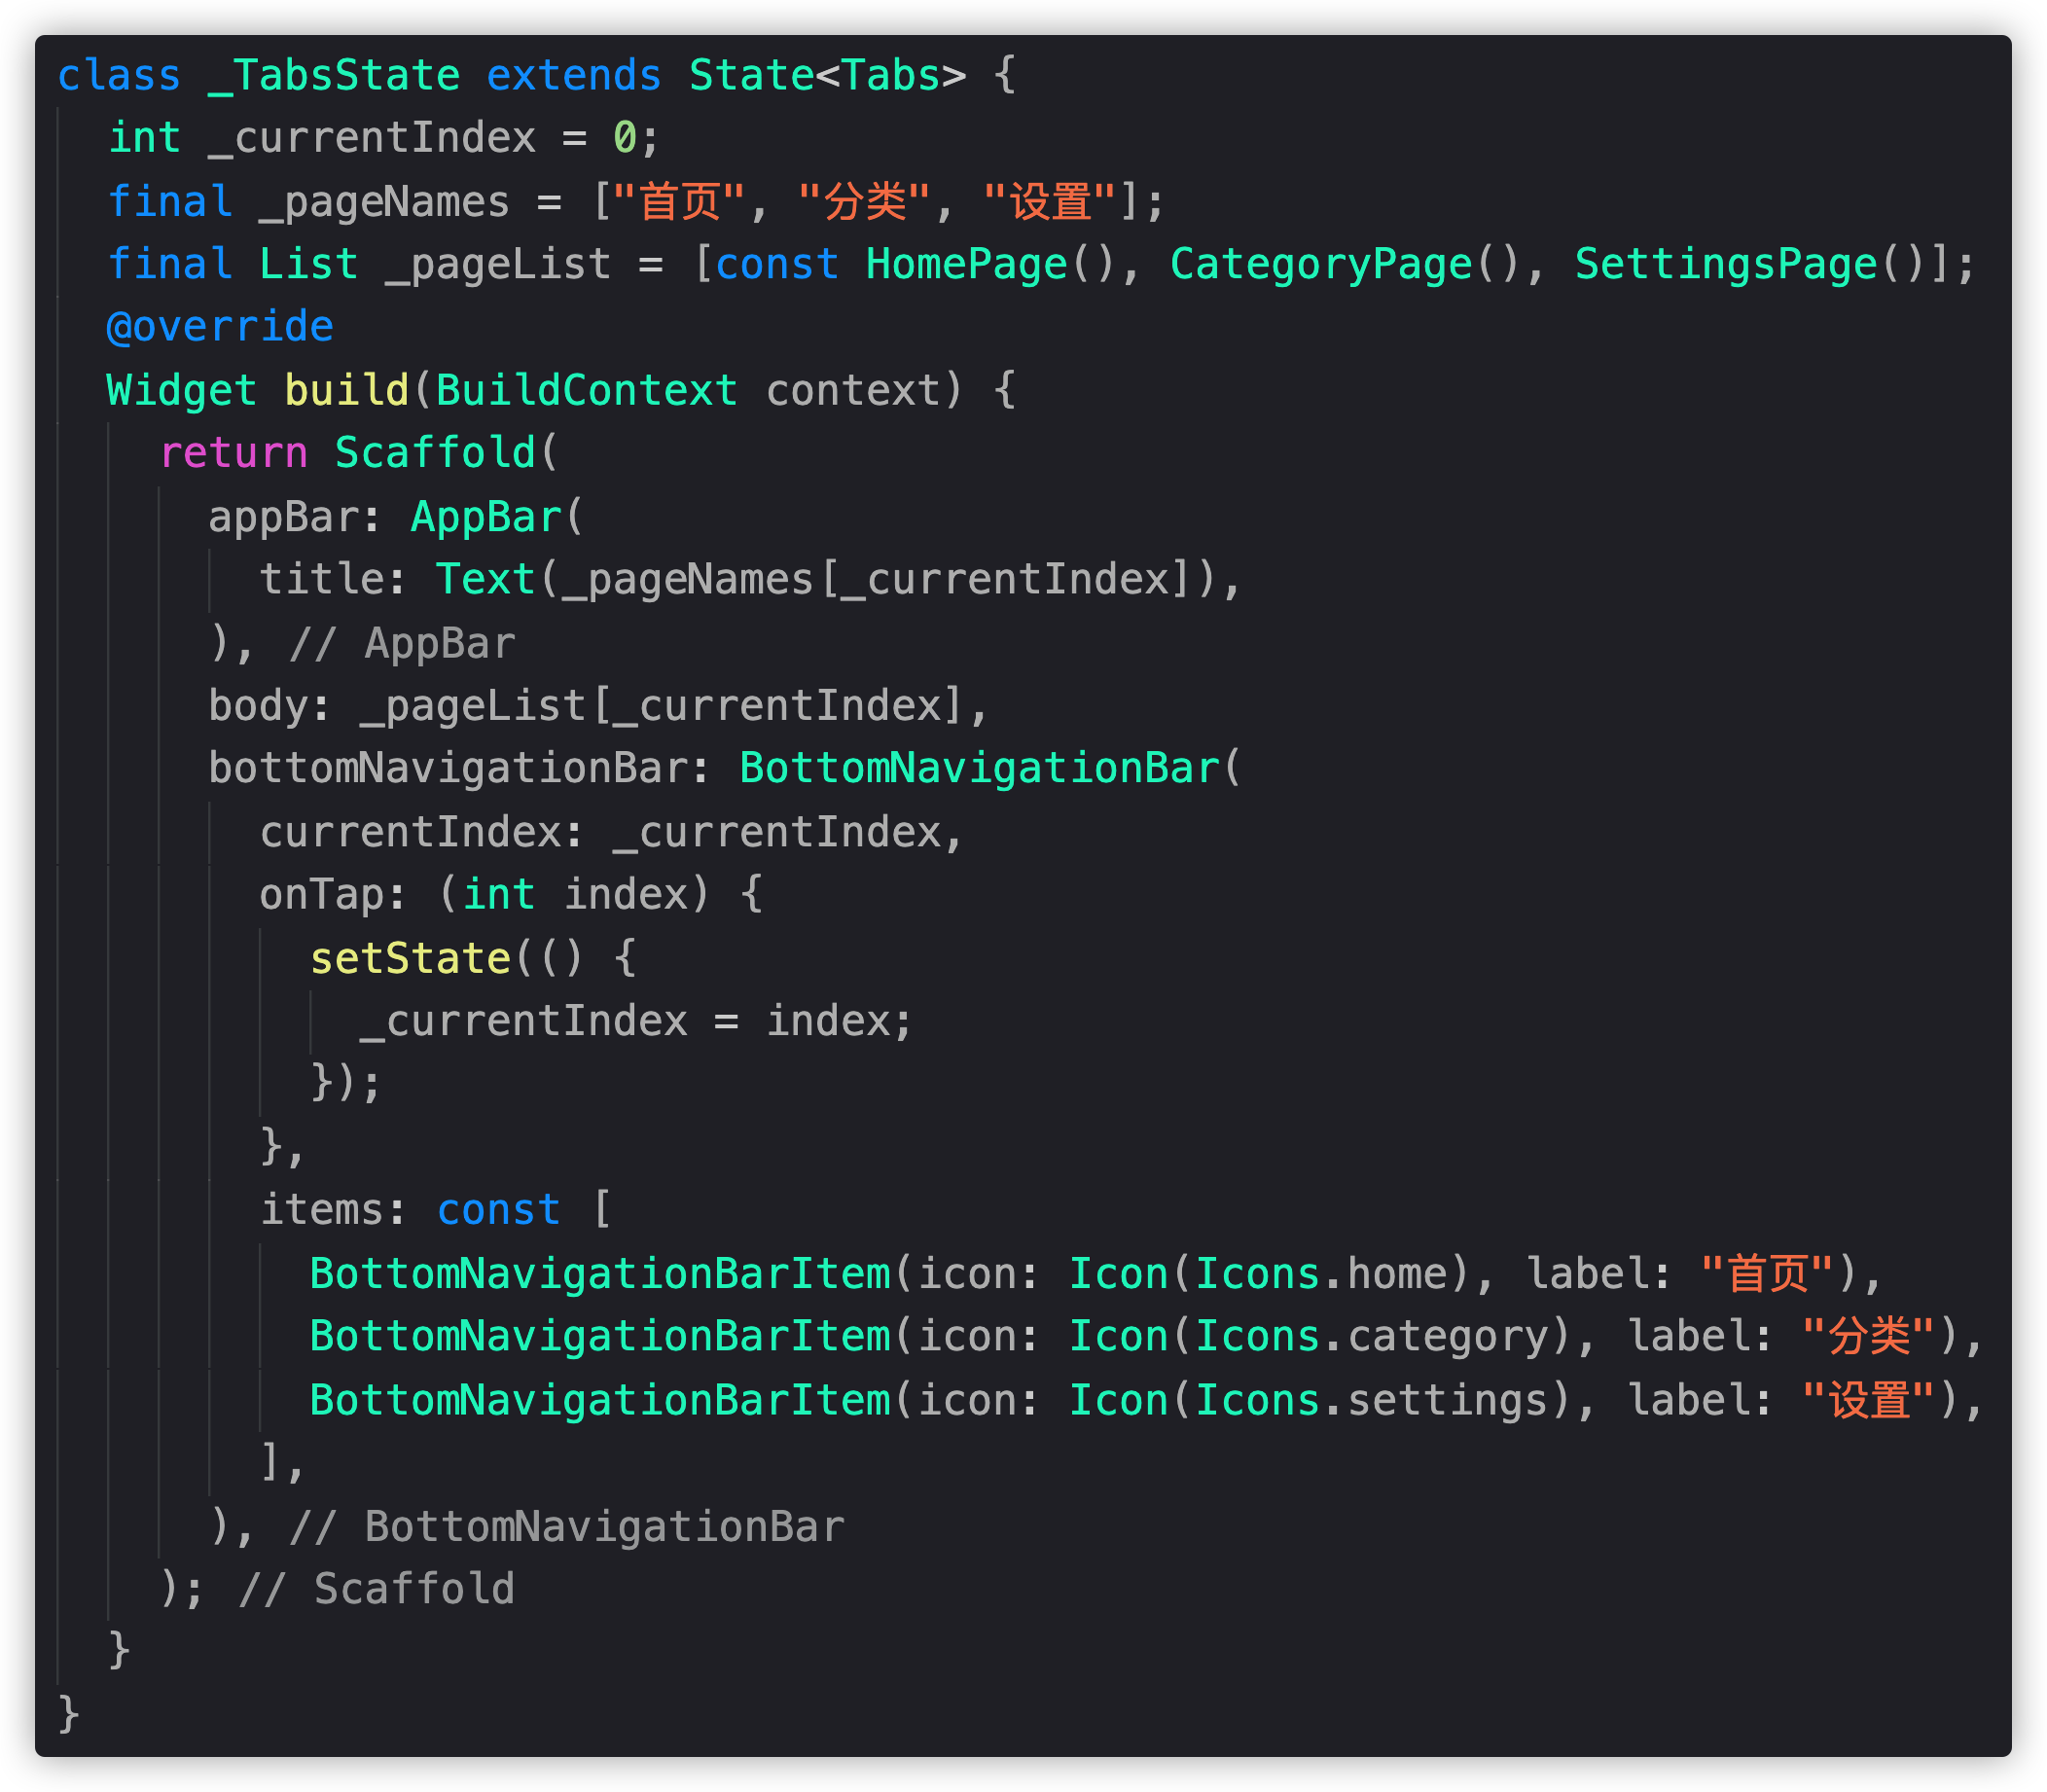 class _TabsState extends State<Tabs> {
  int _currentIndex = 0;
  final _pageNames = ["首页", "分类", "设置"];
  final List _pageList = [const HomePage(), CategoryPage(), SettingsPage()];
  @override
  Widget build(BuildContext context) {
    return Scaffold(
      appBar: AppBar(
        title: Text(_pageNames[_currentIndex]),
      ), // AppBar
      body: _pageList[_currentIndex],
      bottomNavigationBar: BottomNavigationBar(
        currentIndex: _currentIndex,
        onTap: (int index) {
          setState(() {
            _currentIndex = index;
          });
        },
        items: const [
          BottomNavigationBarItem(icon: Icon(Icons.home), label: "首页"),
          BottomNavigationBarItem(icon: Icon(Icons.category), label: "分类"),
          BottomNavigationBarItem(icon: Icon(Icons.settings), label: "设置"),
        ],
      ), // BottomNavigationBar
    ); // Scaffold
  }
}